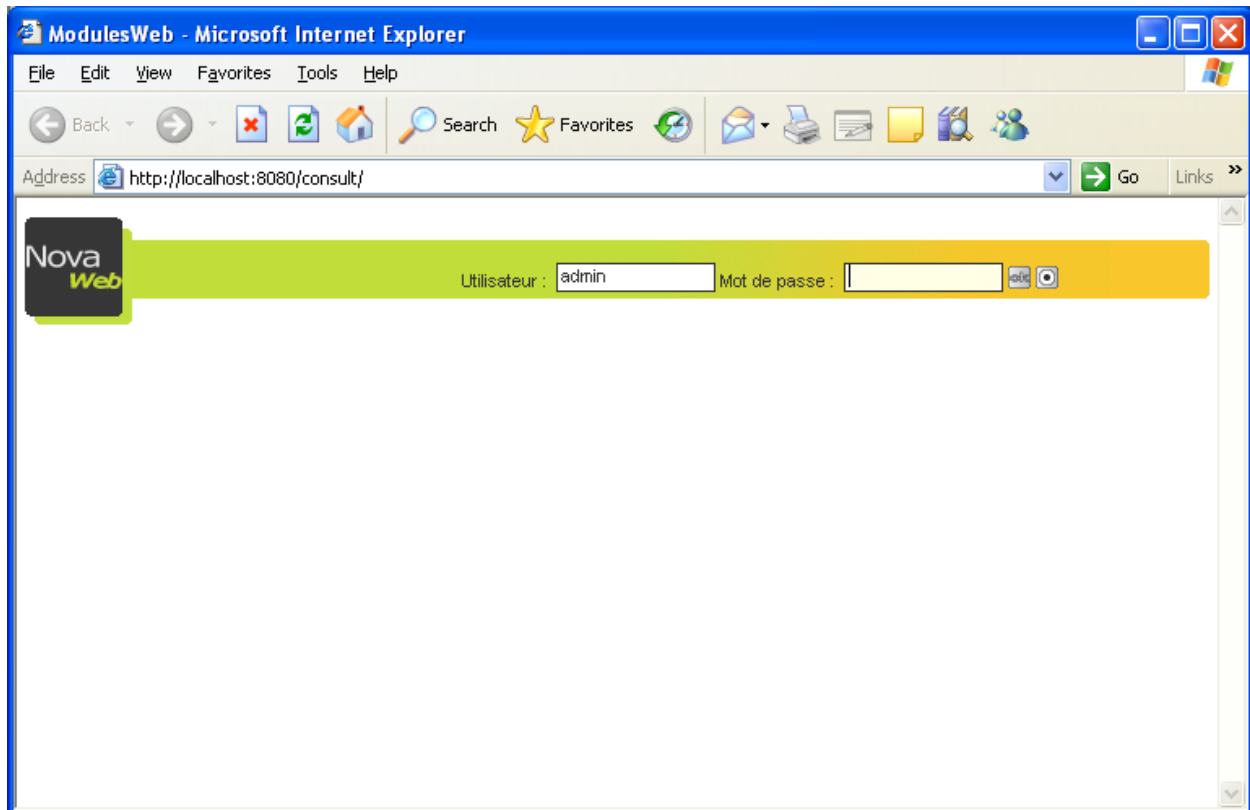 ModulesWeb - Microsoft Internet Explorer
File Edit View Favorites Tools Help
Back Search Favorites
Address http://localhost:8080/consult/ Go Links »
Nova
Web
Utilisateur : admin Mot de passe :